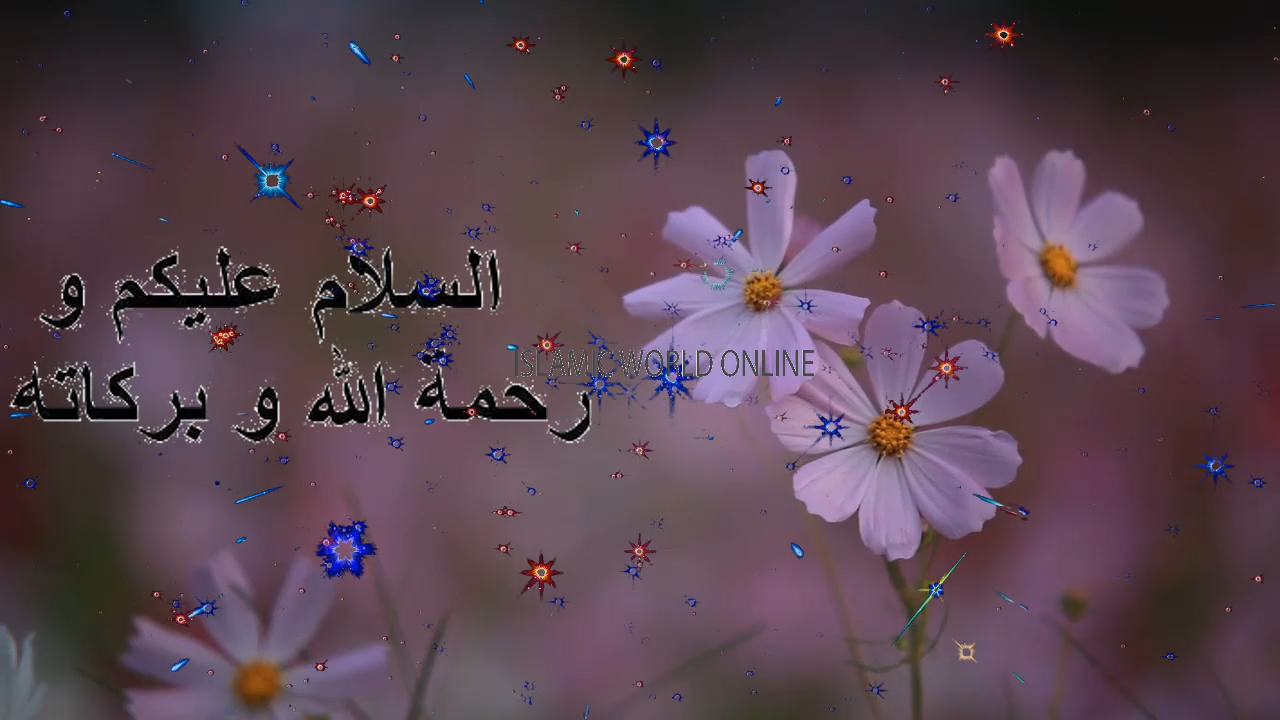 السلام عليكم و
رحمة الله و بركاته
ISLAMIC WORLD ONLINE